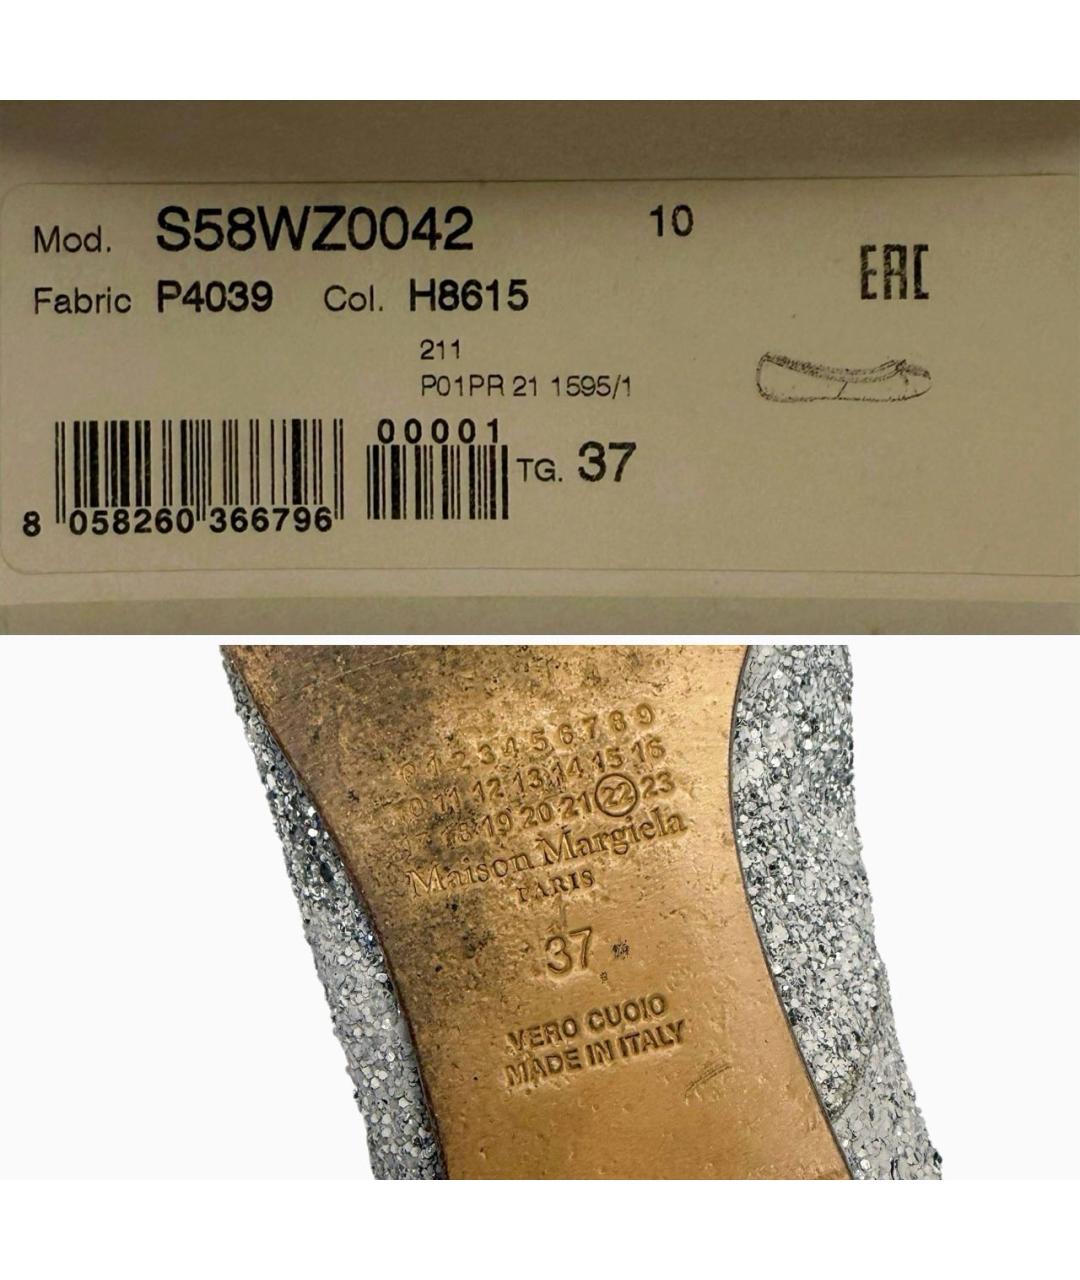 Mod. S58WZ0042 10
EAC
Fabric P4039 Col. H8615
211
P01PR 21 1595/1
00001
TG. 37
8 058260 366796
0 1 2 3 4 5 6 7 8 9
10 11 12 13 14 15 16
18 19 20 21 22 23
Maison Margiela
PARIS
37
VERO CUOIO
MADE IN ITALY